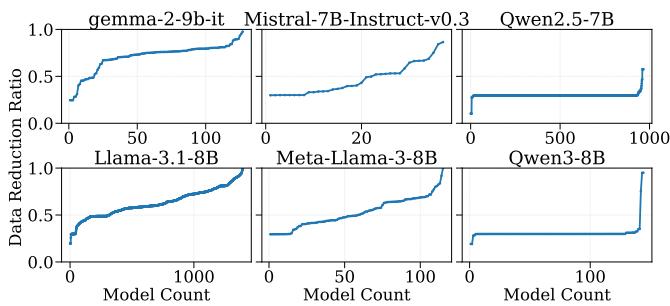 gemma-2-9b-it Mistral-7B-Instruct-v0.3 Qwen2.5-7B
Data Reduction Ratio
1.0
0.5
0.0
0 50 100 0 20 0 500 1000
Llama-3.1-8B Meta-Llama-3-8B Qwen3-8B
1.0
0.5
0.0
0 1000 0 50 100 0 100
Model Count Model Count Model Count